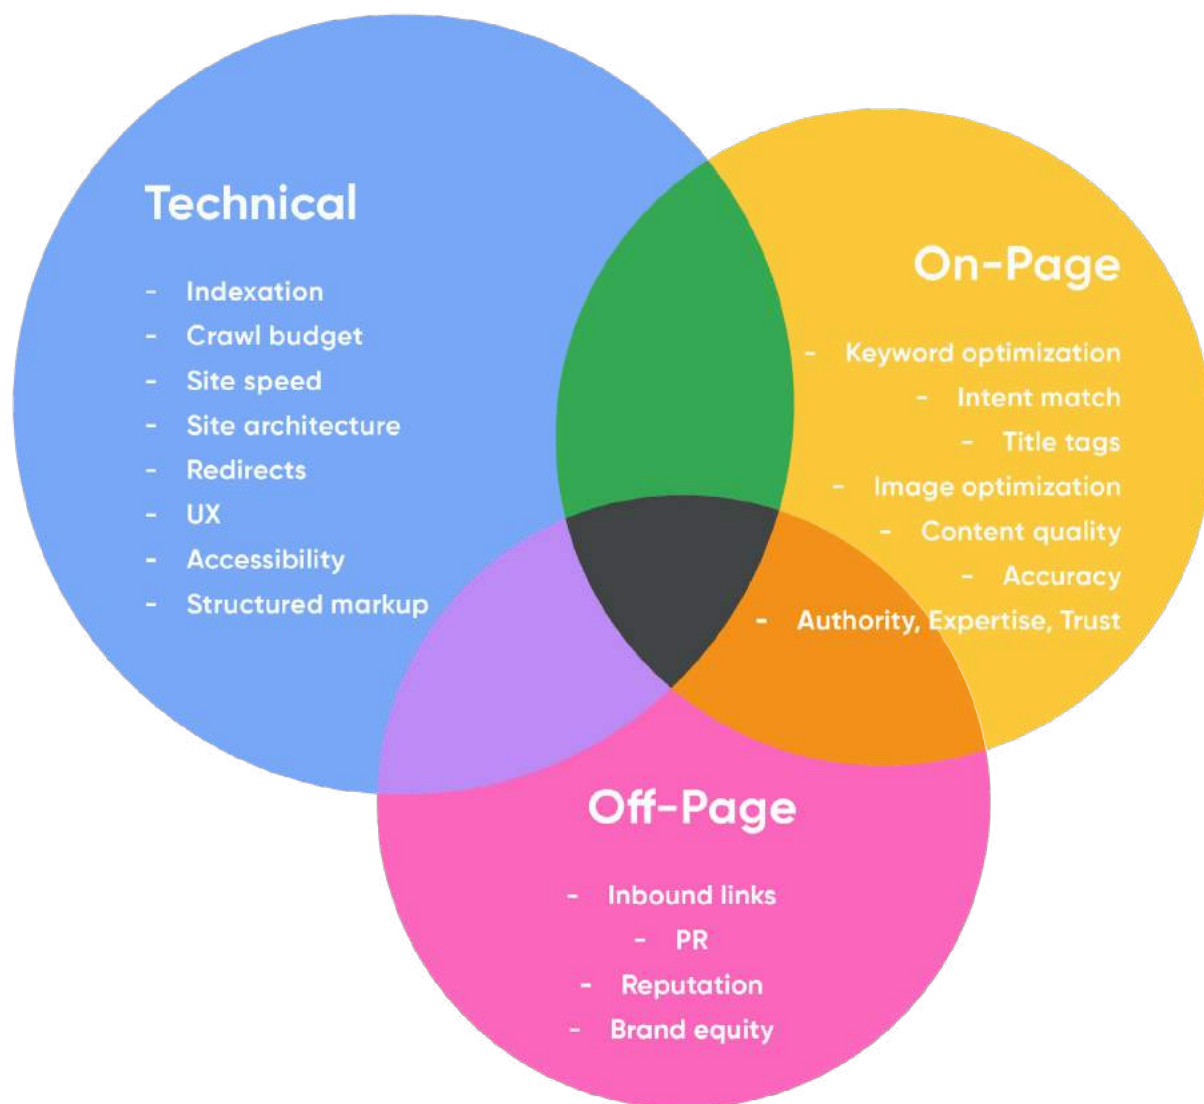 Technical
- Indexation
- Crawl budget
- Site speed
- Site architecture
- Redirects
- UX
- Accessibility
- Structured markup
On-Page
- Keyword optimization
- Intent match
- Title tags
- Image optimization
- Content quality
- Accuracy
- Authority, Expertise, Trust
Off-Page
- Inbound links
- PR
- Reputation
- Brand equity